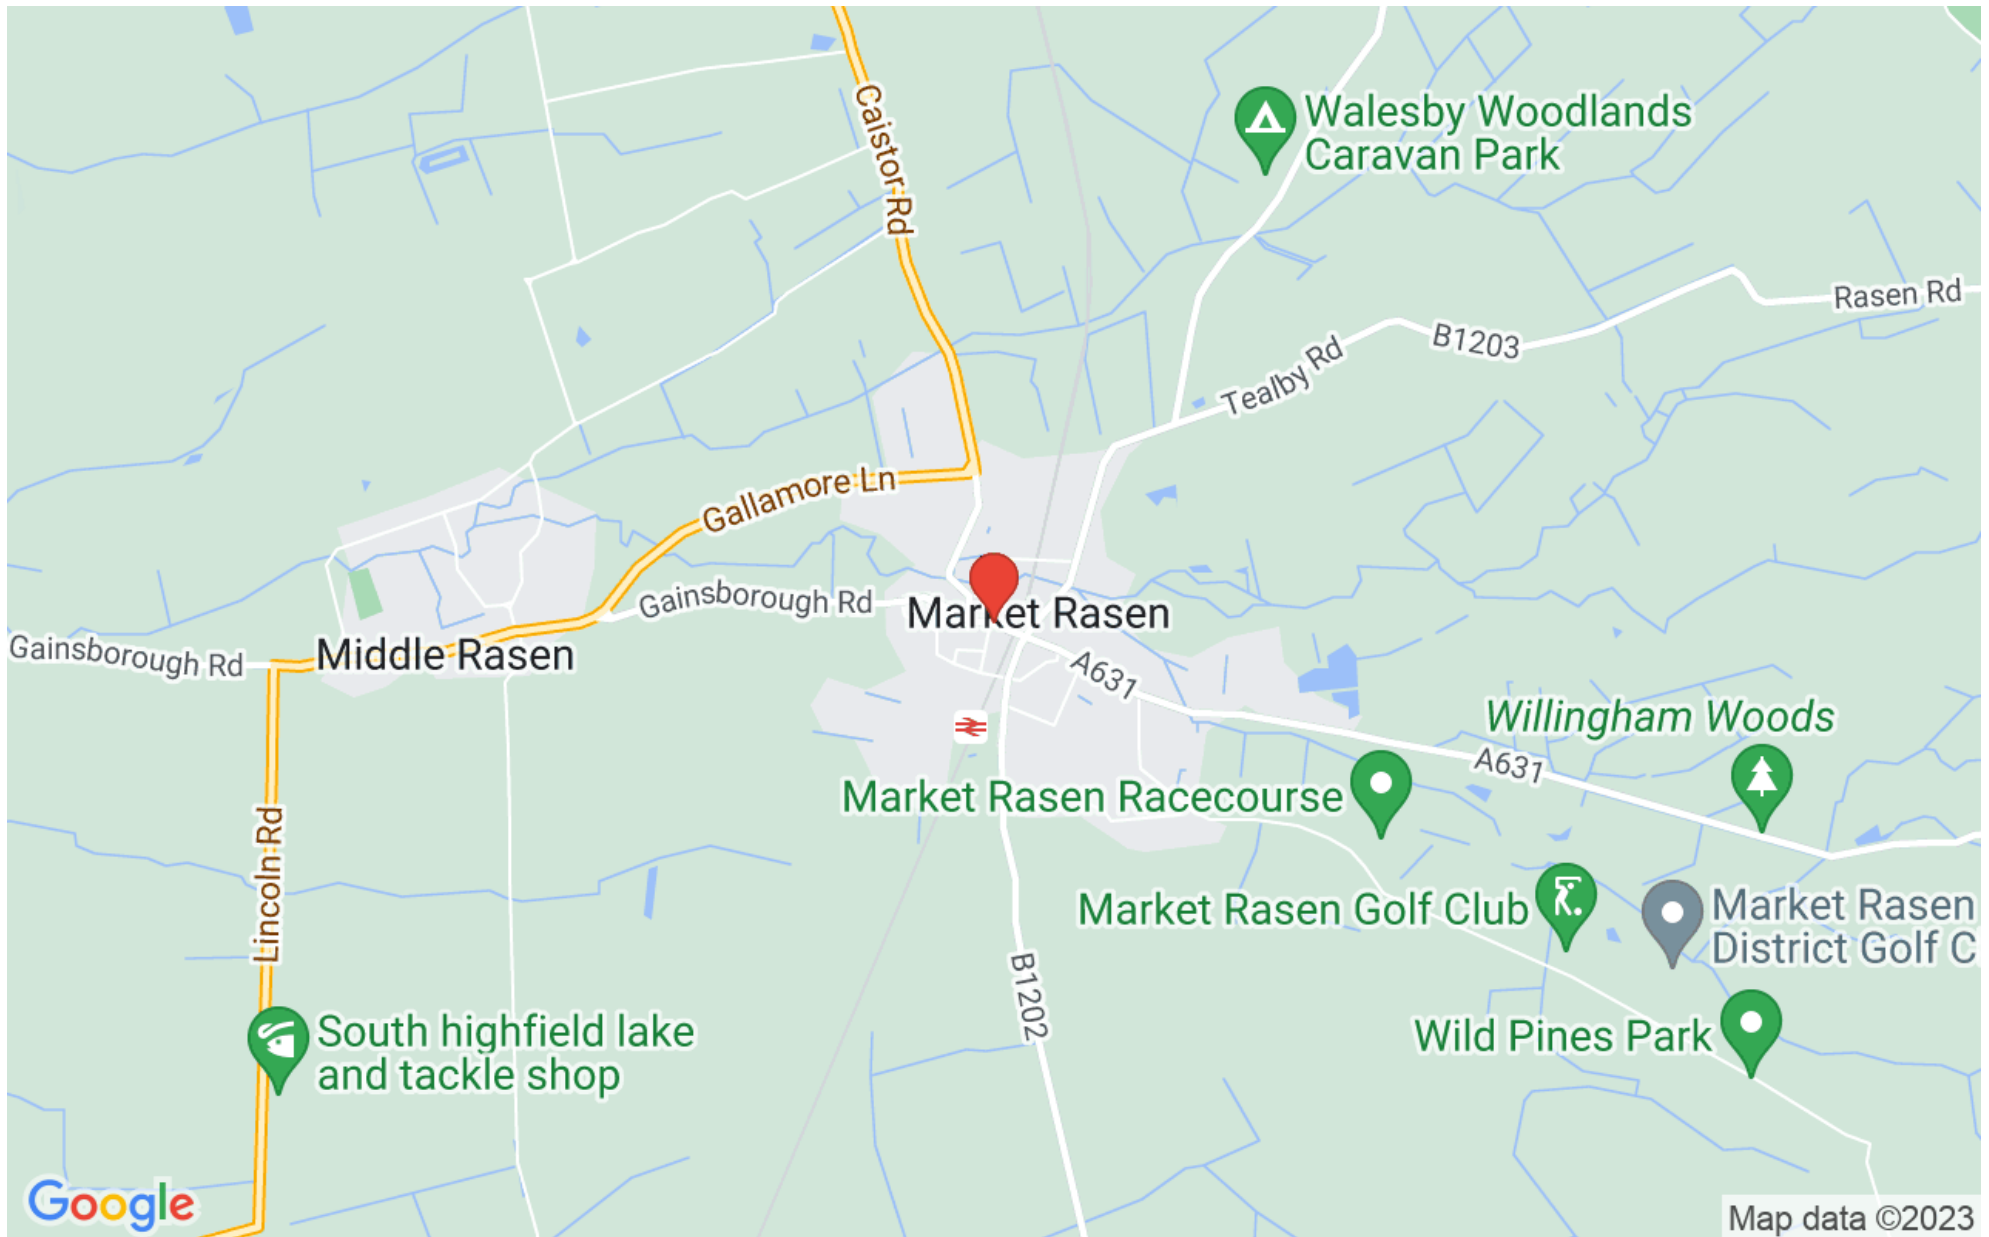 Caistor Rd
Walesby Woodlands
Caravan Park
Rasen Rd
B1203
Tealby Rd
Gallamore Ln
Gainsborough Rd
Market Rasen
Gainsborough Rd
Middle Rasen
A631
Willingham Woods
A631
Market Rasen Racecourse
Lincoln Rd
Market Rasen Golf Club
Market Rasen
District Golf C
B1202
South highfield lake
and tackle shop
Wild Pines Park
Google
Map data ©2023